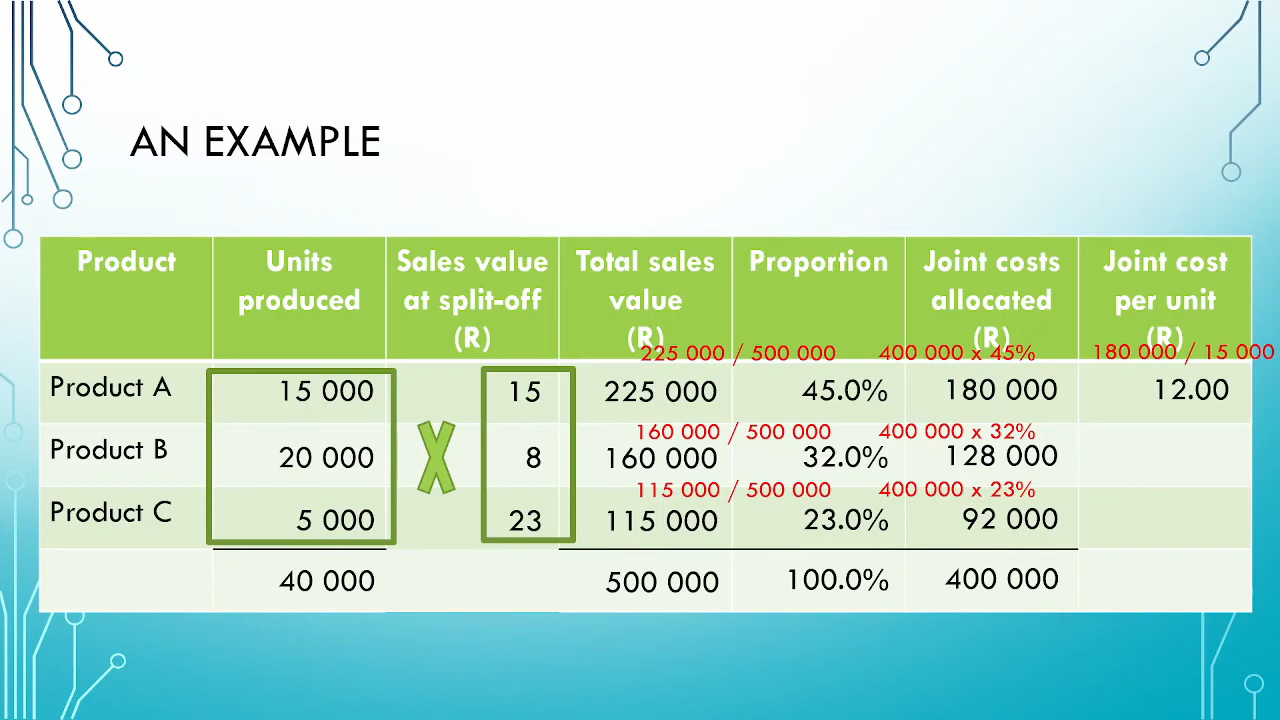 AN EXAMPLE
Product Units produced Sales value at split-off (R) Total sales value (R) Proportion Joint costs allocated (R) Joint cost per unit (R)
225 000 / 500 000 400 000 x 45% 180 000 / 15 000
Product A 15 000 15 225 000 45.0% 180 000 12.00
160 000 / 500 000 400 000 x 32%
Product B 20 000 8 160 000 32.0% 128 000
115 000 / 500 000 400 000 x 23%
Product C 5 000 23 115 000 23.0% 92 000
40 000 500 000 100.0% 400 000